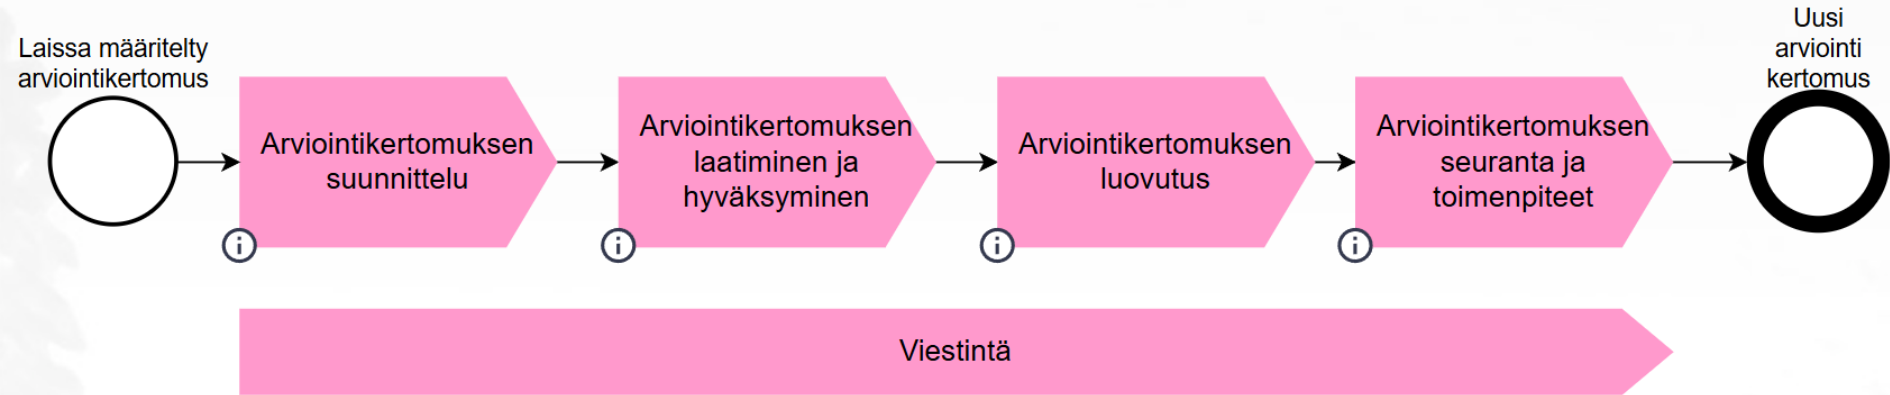 Laissa määritelty
arviointikertomus
Arviointikertomuksen
suunnittelu
Arviointikertomuksen
laatiminen ja
hyväksyminen
Arviointikertomuksen
luovutus
Arviointikertomuksen
seuranta ja
toimenpiteet
Uusi
arviointi
kertomus
Viestintä